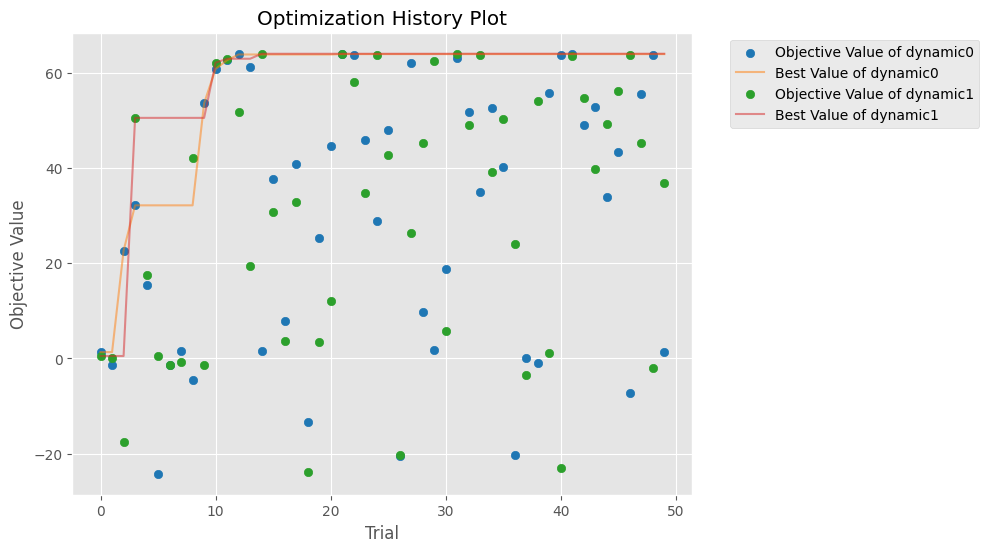 Optimization History Plot
Objective Value of dynamic0
Best Value of dynamic0
Objective Value of dynamic1
Best Value of dynamic1
Objective Value
60
40
20
0
−20
0 10 20 30 40 50
Trial